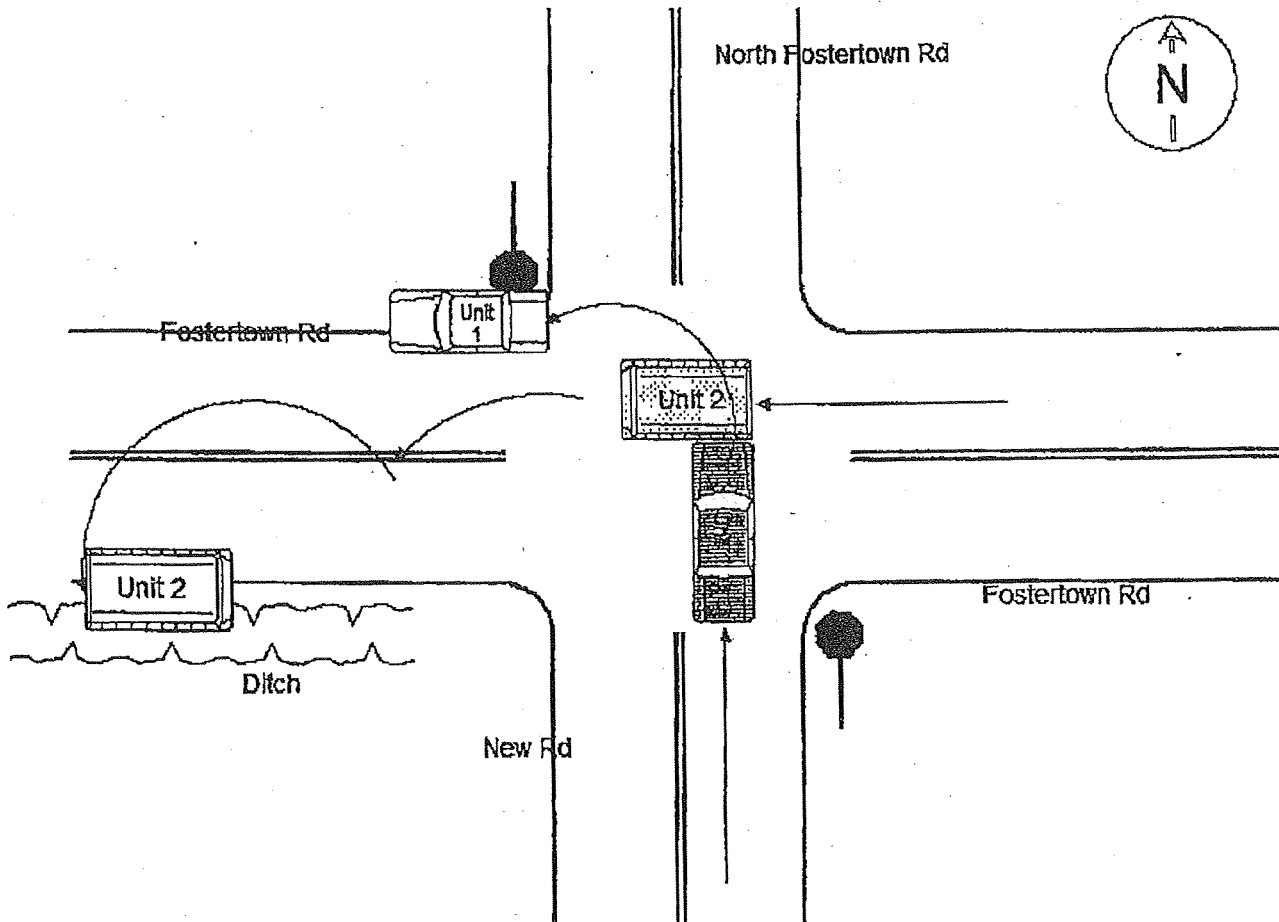 North Fostertown Rd
N
Unit
1
Fostertown Rd
Unit 2
Unit 2
Fostertown Rd
Ditch
New Rd